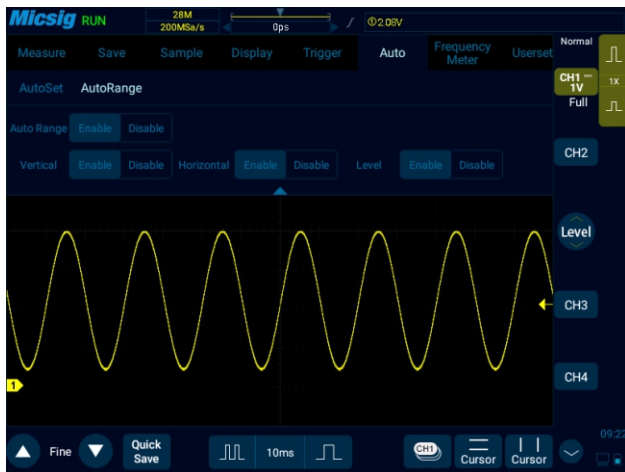 Micsig RUN 28M 200MSa/s 0ps ①2.08V
Measure Save Sample Display Trigger Auto Frequency Meter Userset
Normal
AutoSet AutoRange
CH1 1V 1X
Full
Auto Range Enable Disable
Vertical Enable Disable Horizontal Enable Disable Level Enable Disable
CH2
Level
CH3
CH4
1
Fine Quick Save 10ms CH1 Cursor Cursor
09:22